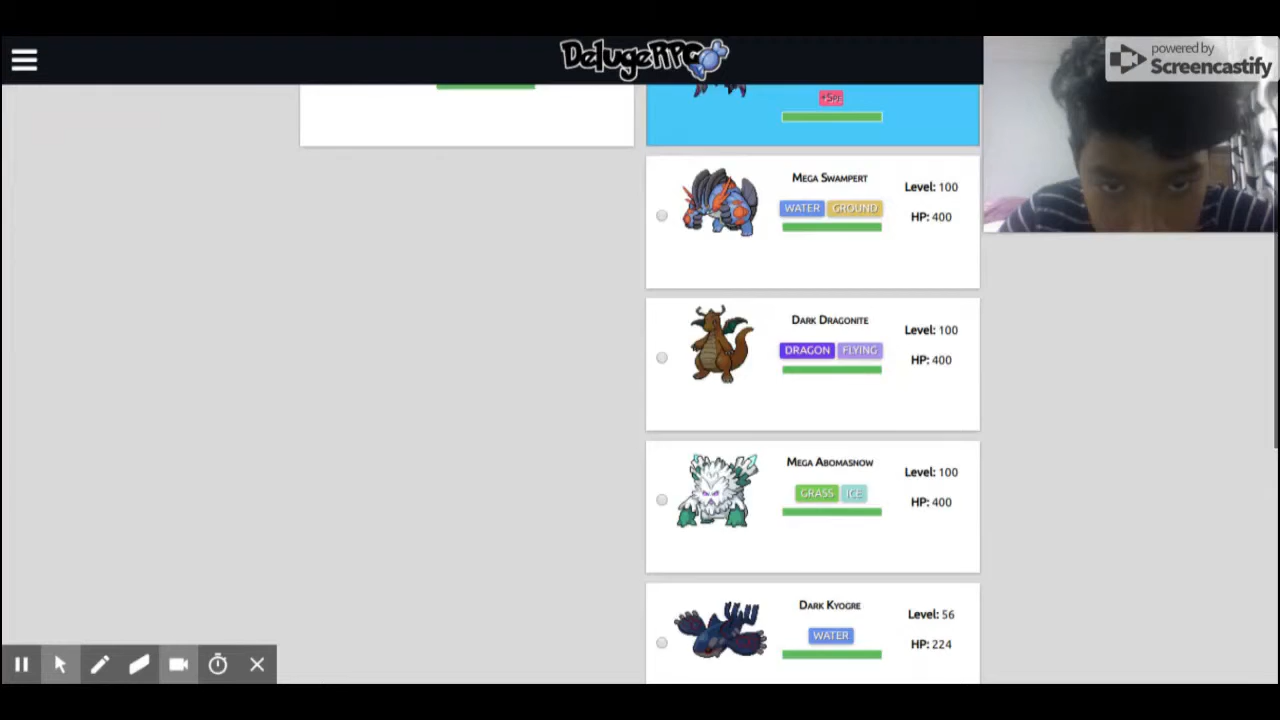 DelugeRPG
powered by
Screencastify
MEGA SWAMPERT
WATER GROUND
Level: 100
HP: 400
DARK DRAGONITE
DRAGON FLYING
Level: 100
HP: 400
MEGA ABOMASNOW
GRASS ICE
Level: 100
HP: 400
DARK KYOGRE
WATER
Level: 56
HP: 224